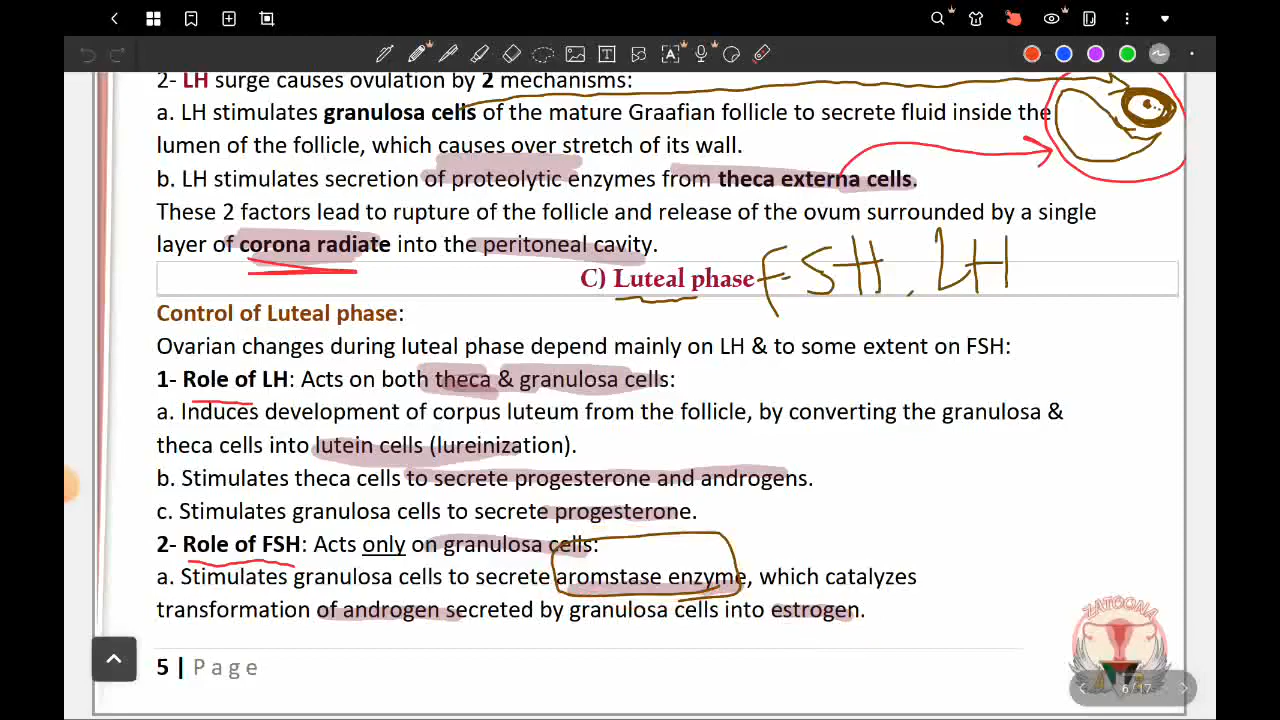 2- LH surge causes ovulation by 2 mechanisms:
a. LH stimulates granulosa cells of the mature Graafian follicle to secrete fluid inside the
lumen of the follicle, which causes over stretch of its wall.
b. LH stimulates secretion of proteolytic enzymes from theca externa cells.
These 2 factors lead to rupture of the follicle and release of the ovum surrounded by a single
layer of corona radiate into the peritoneal cavity.
C) Luteal phase FSH, LH
Control of Luteal phase:
Ovarian changes during luteal phase depend mainly on LH & to some extent on FSH:
1- Role of LH: Acts on both theca & granulosa cells:
a. Induces development of corpus luteum from the follicle, by converting the granulosa &
theca cells into lutein cells (lureinization).
b. Stimulates theca cells to secrete progesterone and androgens.
c. Stimulates granulosa cells to secrete progesterone.
2- Role of FSH: Acts only on granulosa cells:
a. Stimulates granulosa cells to secrete aromstase enzyme, which catalyzes
transformation of androgen secreted by granulosa cells into estrogen.
ZATOONA
5 | Page
6/17